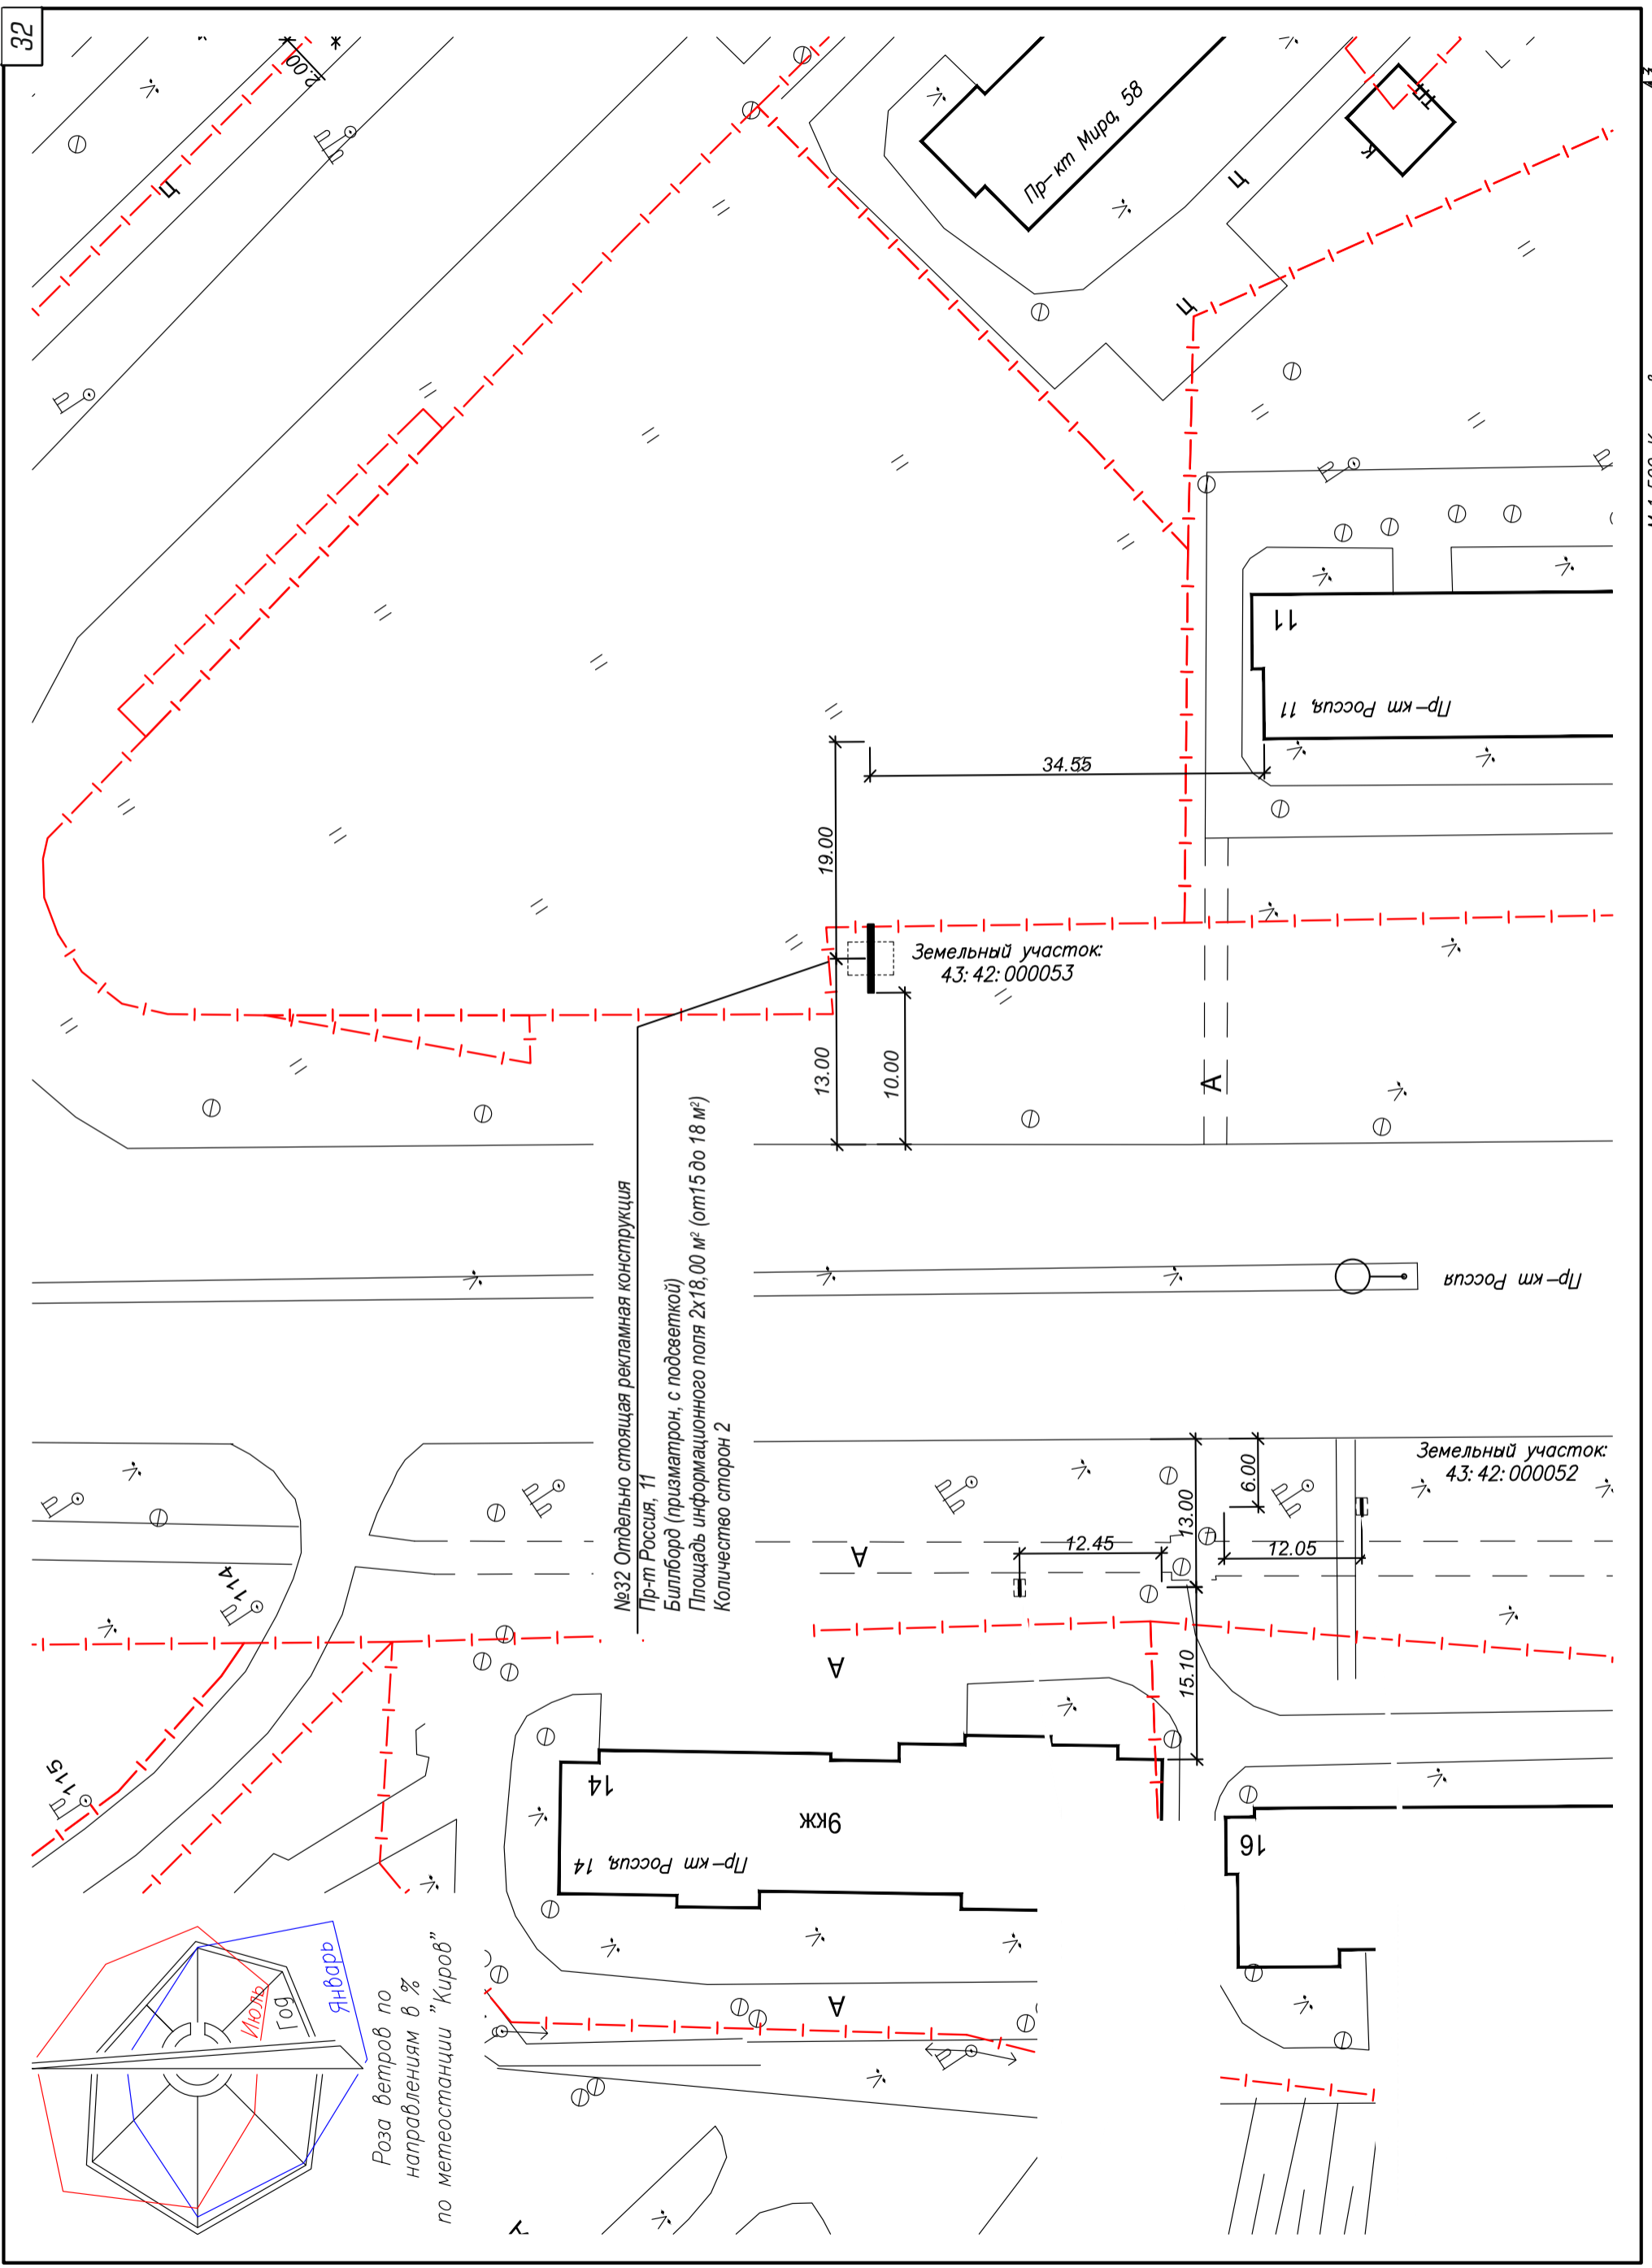 32
2.00
Ц
Пр-кт Мира, 58
Ц
ТП
К
Ц
11
Пр-кт Россия, 11
34.55
19.00
Земельный участок:
43:42:000053
13.00
10.00
А
№32 Отдельно стоящая рекламная конструкция
Пр-т Россия, 11
Биллборд (призматрон, с подсветкой)
Площадь информационного поля 2х18,00 м² (от15 до 18 м²)
Количество сторон 2
Пр-кт Россия
Земельный участок:
43:42:000052
13.00
6.00
12.45
12.05
15.10
А
А
114
115
14
9кж
Пр-кт Россия, 14
16
А
Июль
Год
Январь
Роза ветров по
направлениям в %
по метеостанции "Киров"